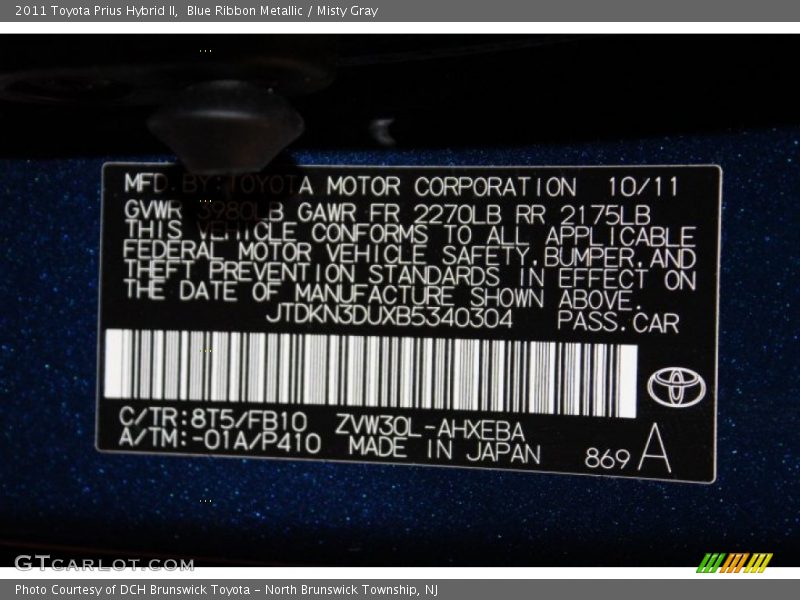 2011 Toyota Prius Hybrid II, Blue Ribbon Metallic / Misty Gray
MFD. BY: TOYOTA MOTOR CORPORATION 10/11
GVWR 3980LB GAWR FR 2270LB RR 2175LB
THIS VEHICLE CONFORMS TO ALL APPLICABLE
FEDERAL MOTOR VEHICLE SAFETY, BUMPER, AND
THEFT PREVENTION STANDARDS IN EFFECT ON
THE DATE OF MANUFACTURE SHOWN ABOVE.
JTDKN3DUXB5340304 PASS. CAR
C/TR: 8T5/FB10 ZVW30L-AHXEBA
A/TM: -01A/P410 MADE IN JAPAN 869 A
GTCARLOT.COM
Photo Courtesy of DCH Brunswick Toyota - North Brunswick Township, NJ